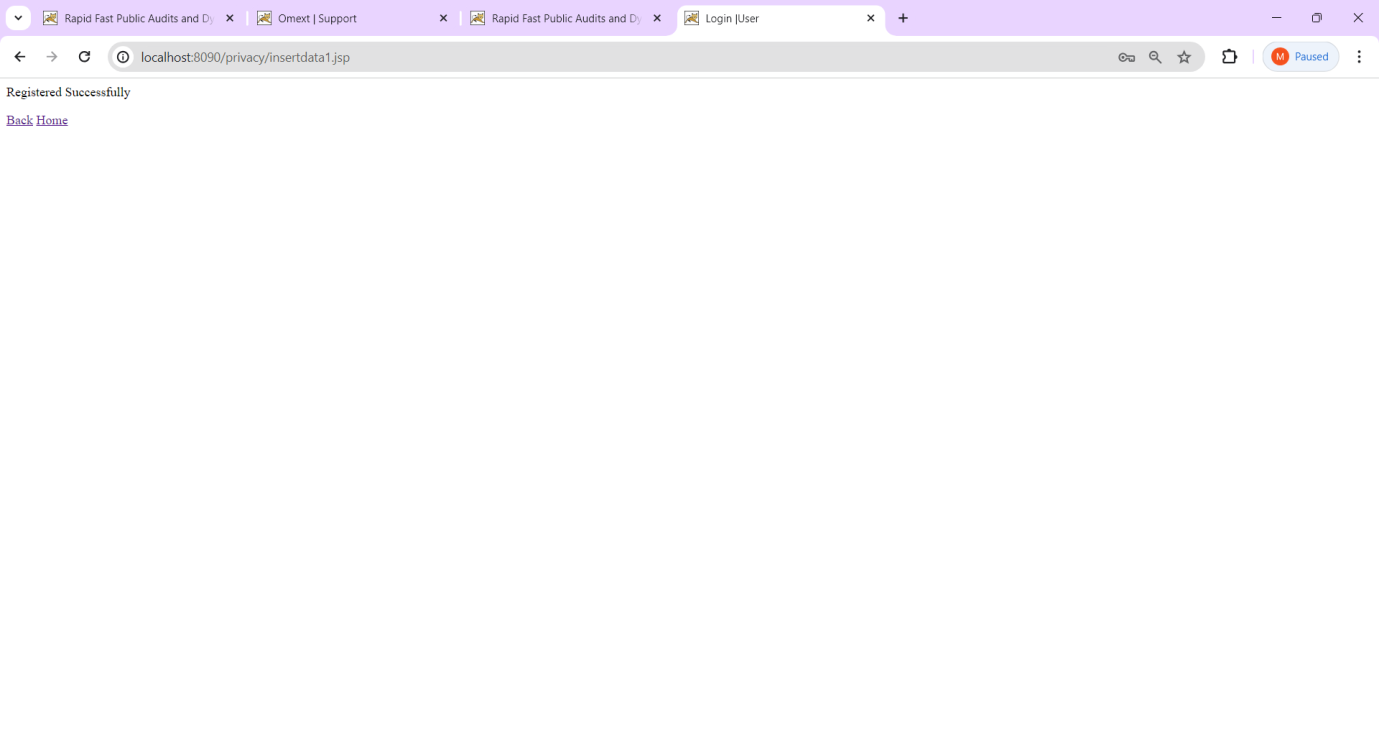 Rapid Fast Public Audits and Dy
Omext | Support
Rapid Fast Public Audits and Dy
Login |User
localhost:8090/privacy/insertdata1.jsp
M Paused
Registered Successfully
Back Home